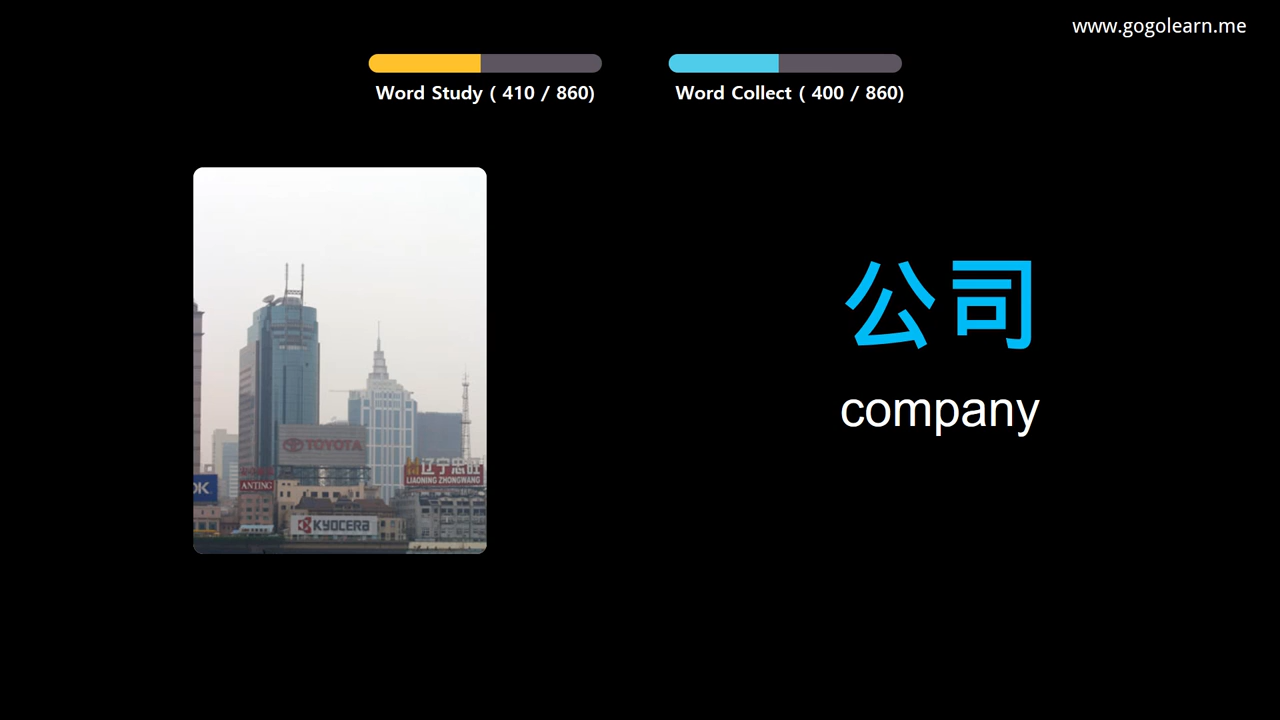 www.gogolearn.me
Word Study ( 410 / 860)
Word Collect ( 400 / 860)
公司
company
TOYOTA
辽宁忠旺
LIAONING ZHONGWANG
OK
ANTING
KYOCERA